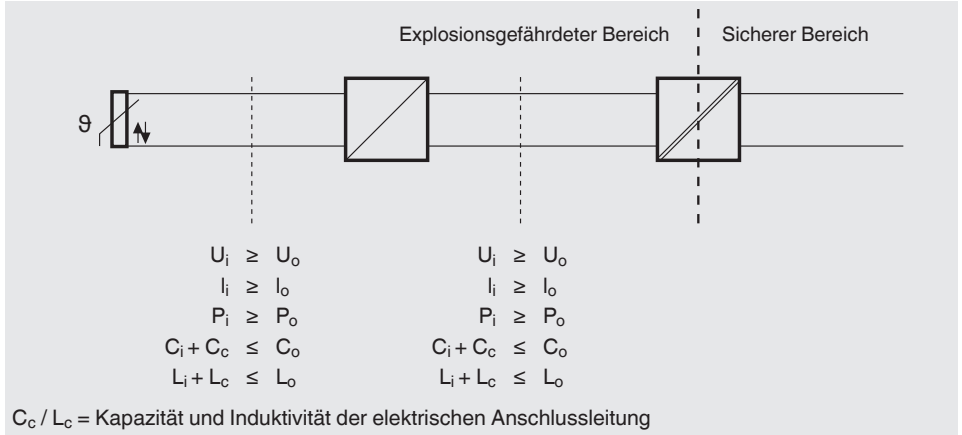 Explosionsgefährdeter Bereich Sicherer Bereich
ϑ
Uᵢ ≥ Uₒ Uᵢ ≥ Uₒ
Iᵢ ≥ Iₒ Iᵢ ≥ Iₒ
Pᵢ ≥ Pₒ Pᵢ ≥ Pₒ
Cᵢ + C꜀ ≤ Cₒ Cᵢ + C꜀ ≤ Cₒ
Lᵢ + L꜀ ≤ Lₒ Lᵢ + L꜀ ≤ Lₒ
C꜀ / L꜀ = Kapazität und Induktivität der elektrischen Anschlussleitung